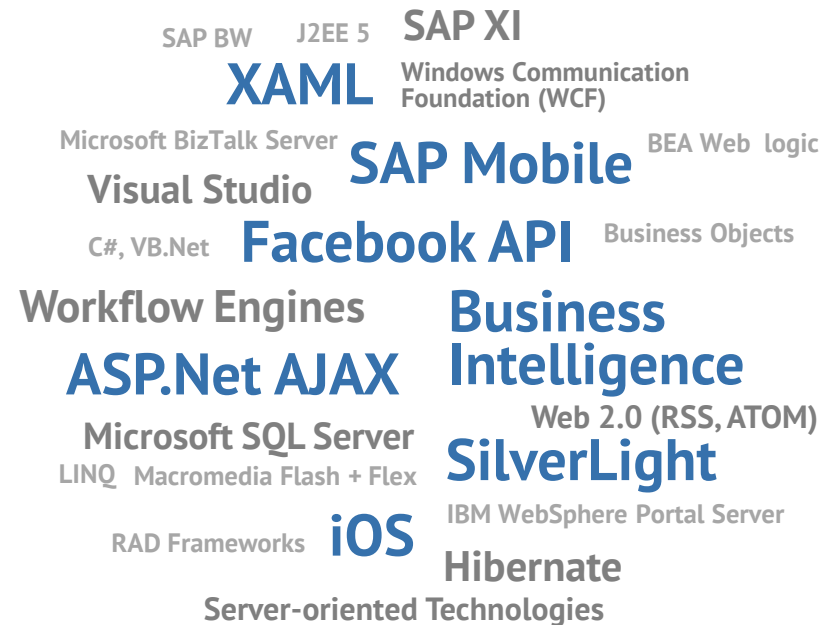 SAP BW
J2EE 5
SAP XI
XAML
Windows Communication
Foundation (WCF)
Microsoft BizTalk Server
SAP Mobile
BEA Web logic
Visual Studio
C#, VB.Net
Facebook API
Business Objects
Workflow Engines
Business
Intelligence
ASP.Net AJAX
Web 2.0 (RSS, ATOM)
Microsoft SQL Server
SilverLight
LINQ
Macromedia Flash + Flex
IBM WebSphere Portal Server
RAD Frameworks
iOS
Hibernate
Server-oriented Technologies